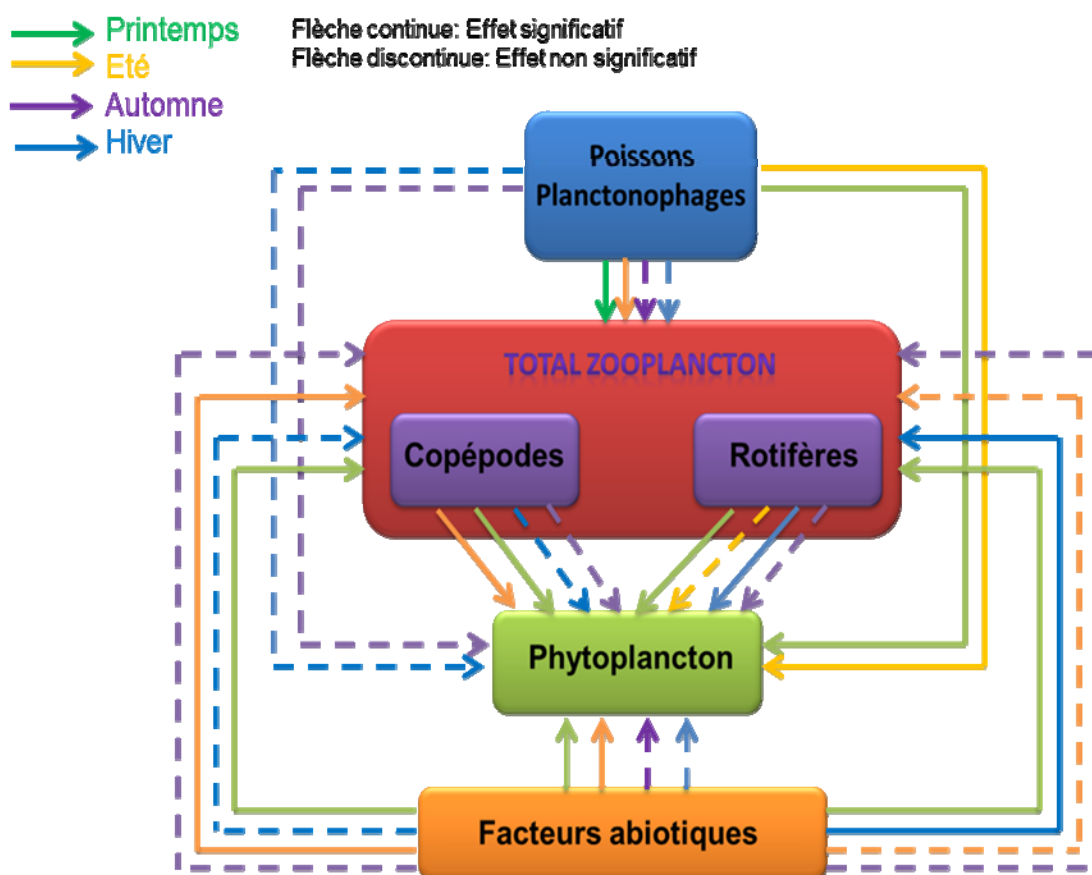 Printemps
Eté
Automne
Hiver
Flèche continue: Effet significatif
Flèche discontinue: Effet non significatif
Poissons
Planctonophages
TOTAL ZOOPLANCTON
Copépodes
Rotifères
Phytoplancton
Facteurs abiotiques